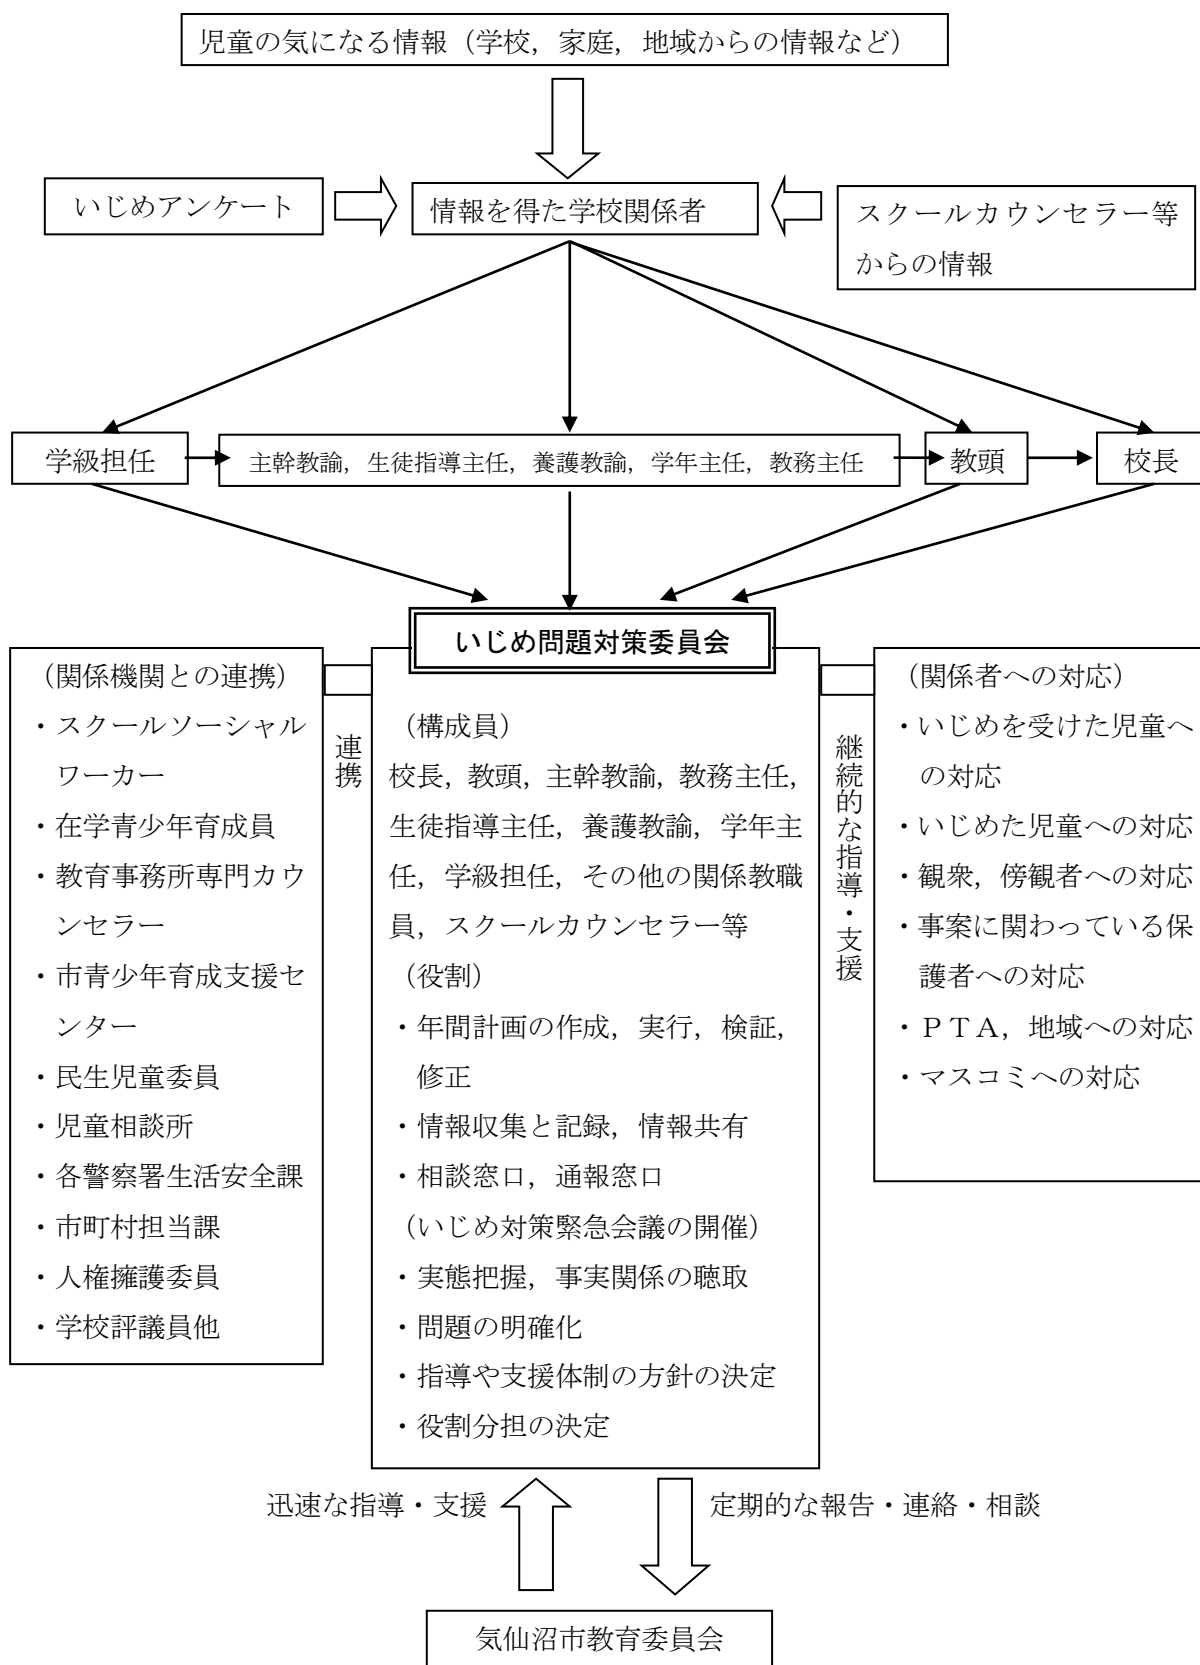 児童の気になる情報（学校，家庭，地域からの情報など）
いじめアンケート
情報を得た学校関係者
スクールカウンセラー等
からの情報
学級担任
主幹教諭，生徒指導主任，養護教諭，学年主任，教務主任
教頭
校長
いじめ問題対策委員会
（関係機関との連携）
・スクールソーシャル
ワーカー
・在学青少年育成員
・教育事務所専門カウ
ンセラー
・市青少年育成支援セ
ンター
・民生児童委員
・児童相談所
・各警察署生活安全課
・市町村担当課
・人権擁護委員
・学校評議員他
連携
（構成員）
校長，教頭，主幹教諭，教務主任，
生徒指導主任，養護教諭，学年主
任，学級担任，その他の関係教職
員，スクールカウンセラー等
（役割）
・年間計画の作成，実行，検証，
修正
・情報収集と記録，情報共有
・相談窓口，通報窓口
（いじめ対策緊急会議の開催）
・実態把握，事実関係の聴取
・問題の明確化
・指導や支援体制の方針の決定
・役割分担の決定
継続的な指導・支援
（関係者への対応）
・いじめを受けた児童へ
の対応
・いじめた児童への対応
・観衆，傍観者への対応
・事案に関わっている保
護者への対応
・ＰＴＡ，地域への対応
・マスコミへの対応
迅速な指導・支援
定期的な報告・連絡・相談
気仙沼市教育委員会